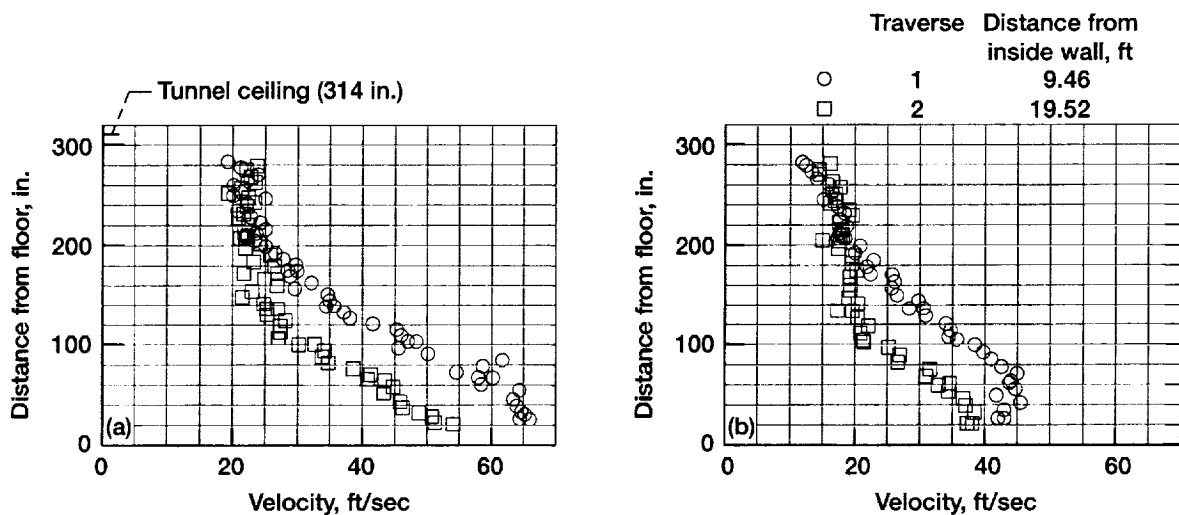 Traverse Distance from
inside wall, ft
1 9.46
2 19.52
Tunnel ceiling (314 in.)
300
200
100
0
Distance from floor, in.
(a)
0 20 40 60
Velocity, ft/sec
300
200
100
0
Distance from floor, in.
(b)
0 20 40 60
Velocity, ft/sec